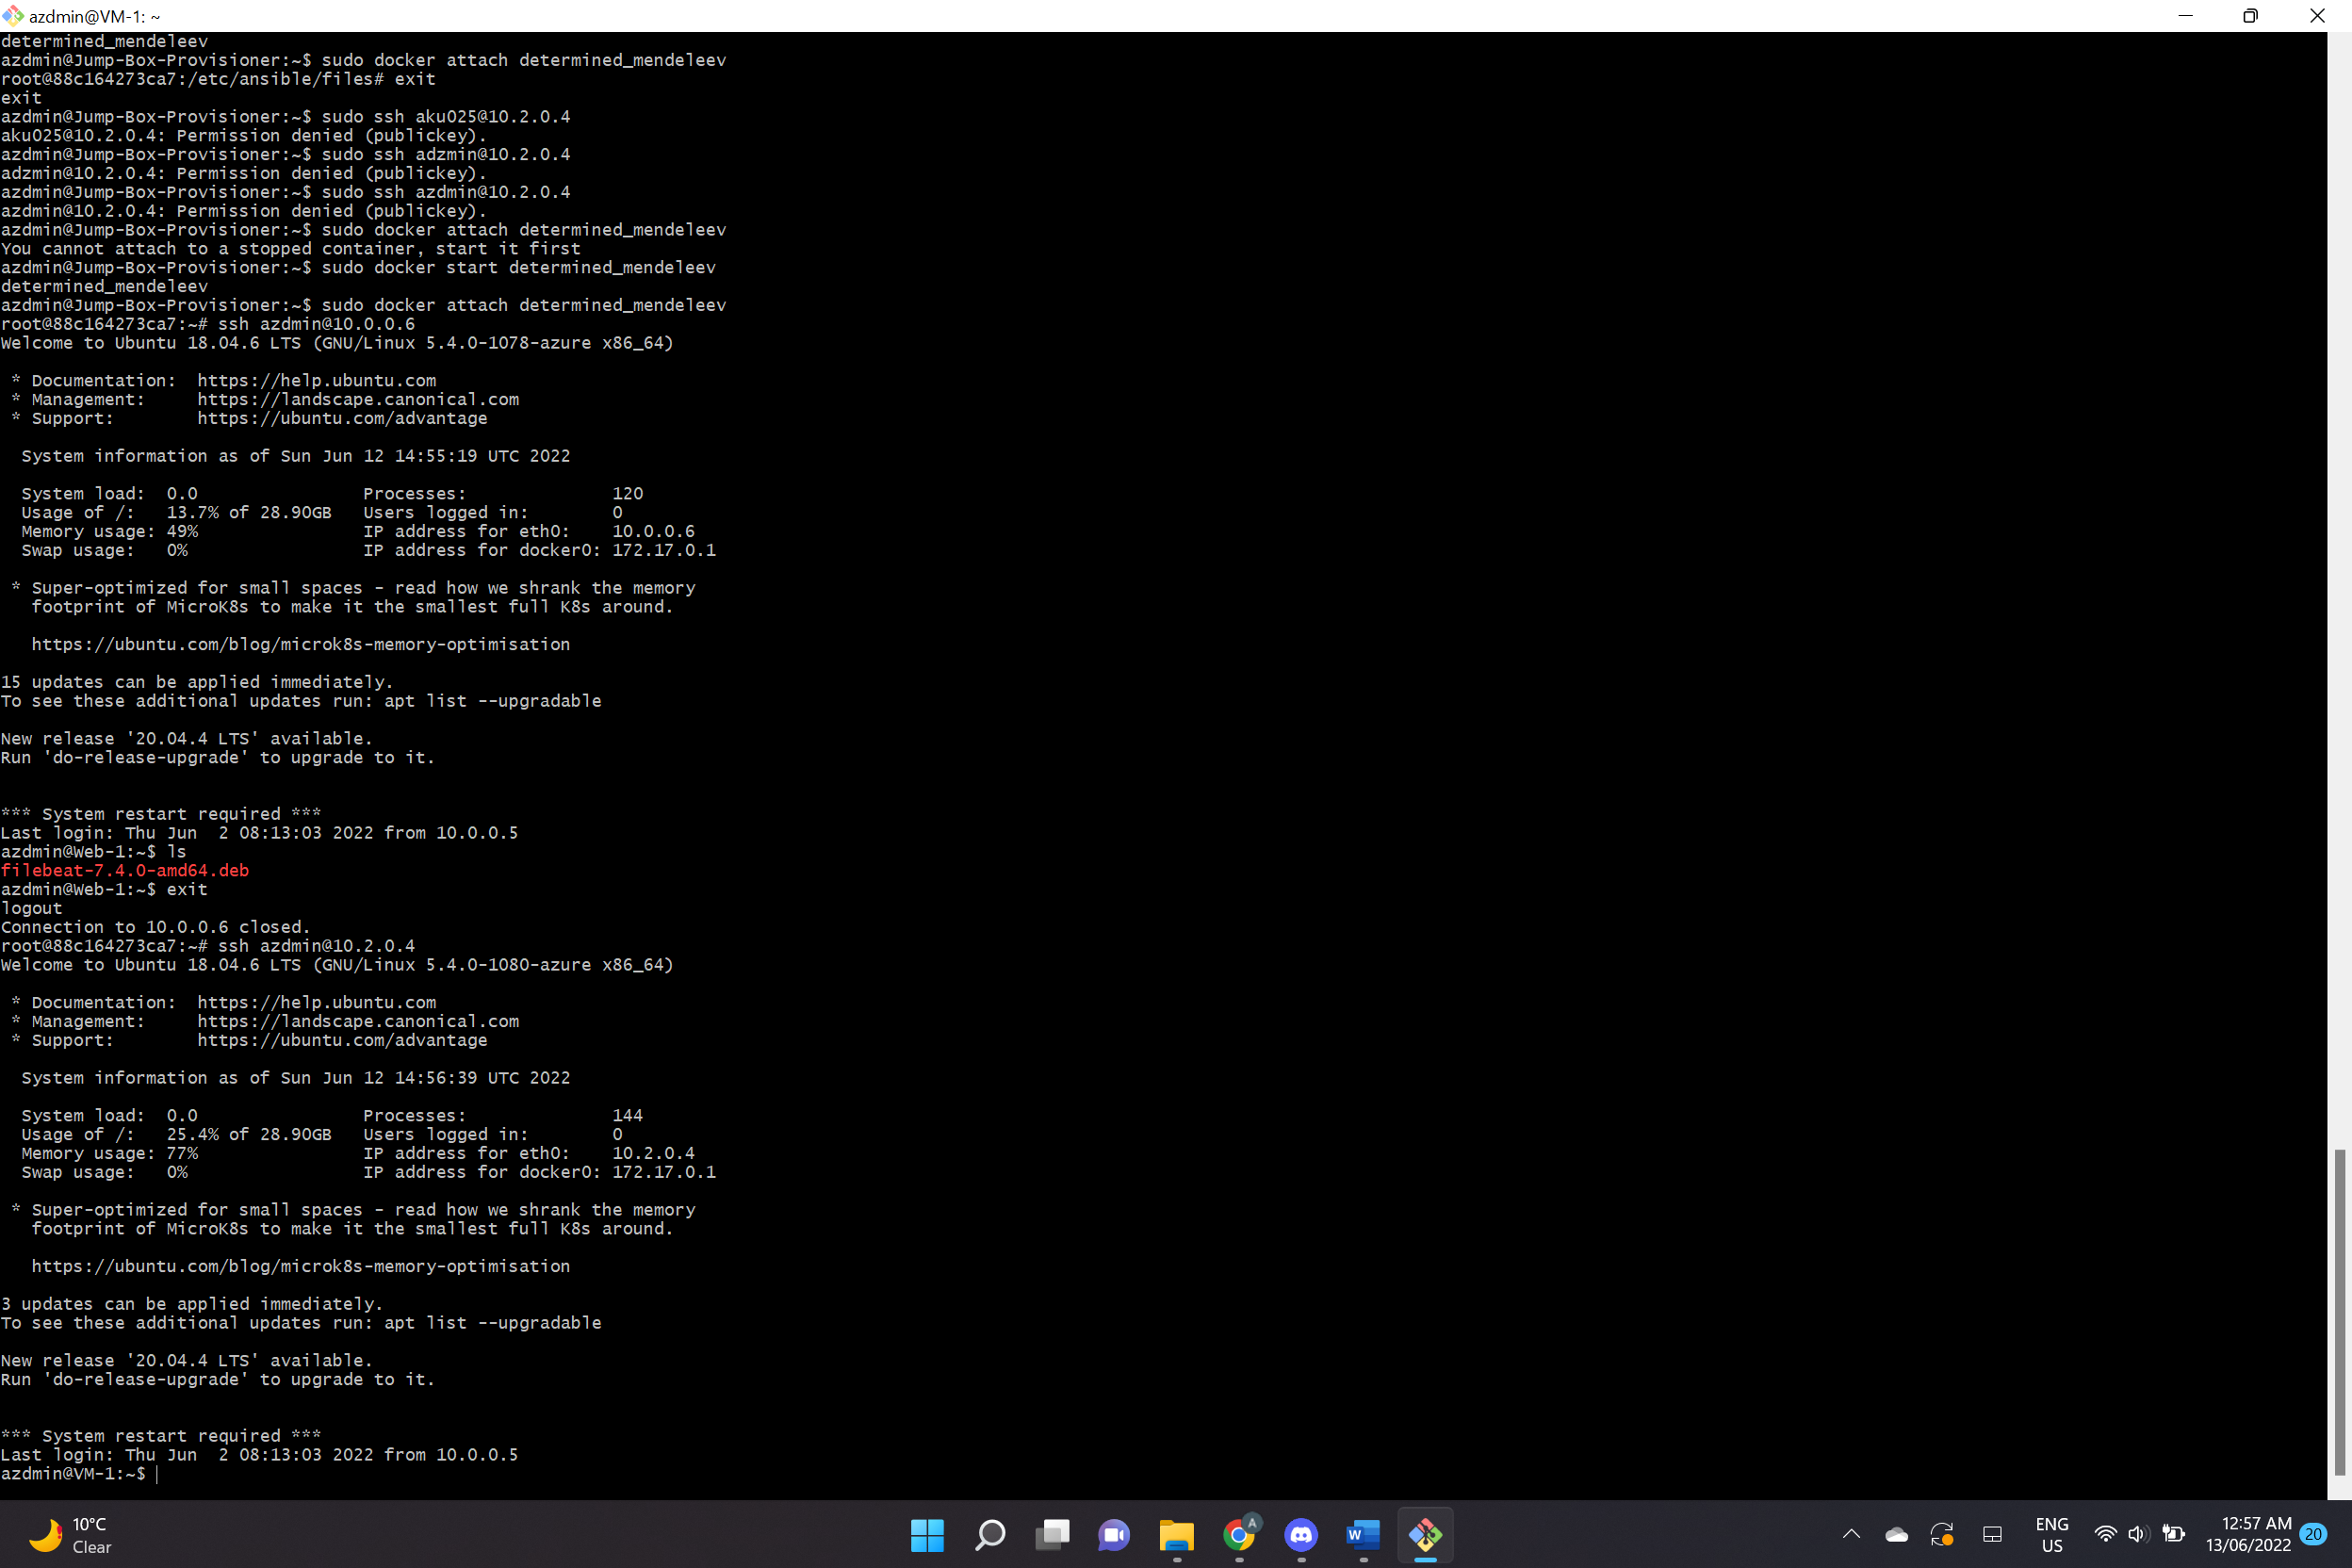 azdmin@VM-1: ~
determined_mendeleev
azdmin@Jump-Box-Provisioner:~$ sudo docker attach determined_mendeleev
root@88c164273ca7:/etc/ansible/files# exit
exit
azdmin@Jump-Box-Provisioner:~$ sudo ssh aku025@10.2.0.4
aku025@10.2.0.4: Permission denied (publickey).
azdmin@Jump-Box-Provisioner:~$ sudo ssh adzmin@10.2.0.4
adzmin@10.2.0.4: Permission denied (publickey).
azdmin@Jump-Box-Provisioner:~$ sudo ssh azdmin@10.2.0.4
azdmin@10.2.0.4: Permission denied (publickey).
azdmin@Jump-Box-Provisioner:~$ sudo docker attach determined_mendeleev
You cannot attach to a stopped container, start it first
azdmin@Jump-Box-Provisioner:~$ sudo docker start determined_mendeleev
determined_mendeleev
azdmin@Jump-Box-Provisioner:~$ sudo docker attach determined_mendeleev
root@88c164273ca7:~# ssh azdmin@10.0.0.6
Welcome to Ubuntu 18.04.6 LTS (GNU/Linux 5.4.0-1078-azure x86_64)
* Documentation:  https://help.ubuntu.com
* Management:     https://landscape.canonical.com
* Support:        https://ubuntu.com/advantage
System information as of Sun Jun 12 14:55:19 UTC 2022
System load:  0.0                Processes:              120
Usage of /:   13.7% of 28.90GB   Users logged in:        0
Memory usage: 49%                IP address for eth0:    10.0.0.6
Swap usage:   0%                 IP address for docker0: 172.17.0.1
* Super-optimized for small spaces - read how we shrank the memory
footprint of MicroK8s to make it the smallest full K8s around.
https://ubuntu.com/blog/microk8s-memory-optimisation
15 updates can be applied immediately.
To see these additional updates run: apt list --upgradable
New release '20.04.4 LTS' available.
Run 'do-release-upgrade' to upgrade to it.
*** System restart required ***
Last login: Thu Jun  2 08:13:03 2022 from 10.0.0.5
azdmin@Web-1:~$ ls
filebeat-7.4.0-amd64.deb
azdmin@Web-1:~$ exit
logout
Connection to 10.0.0.6 closed.
root@88c164273ca7:~# ssh azdmin@10.2.0.4
Welcome to Ubuntu 18.04.6 LTS (GNU/Linux 5.4.0-1080-azure x86_64)
* Documentation:  https://help.ubuntu.com
* Management:     https://landscape.canonical.com
* Support:        https://ubuntu.com/advantage
System information as of Sun Jun 12 14:56:39 UTC 2022
System load:  0.0                Processes:              144
Usage of /:   25.4% of 28.90GB   Users logged in:        0
Memory usage: 77%                IP address for eth0:    10.2.0.4
Swap usage:   0%                 IP address for docker0: 172.17.0.1
* Super-optimized for small spaces - read how we shrank the memory
footprint of MicroK8s to make it the smallest full K8s around.
https://ubuntu.com/blog/microk8s-memory-optimisation
3 updates can be applied immediately.
To see these additional updates run: apt list --upgradable
New release '20.04.4 LTS' available.
Run 'do-release-upgrade' to upgrade to it.
*** System restart required ***
Last login: Thu Jun  2 08:13:03 2022 from 10.0.0.5
azdmin@VM-1:~$
10°C
Clear
A
W
ENG
US
12:57 AM
13/06/2022
20